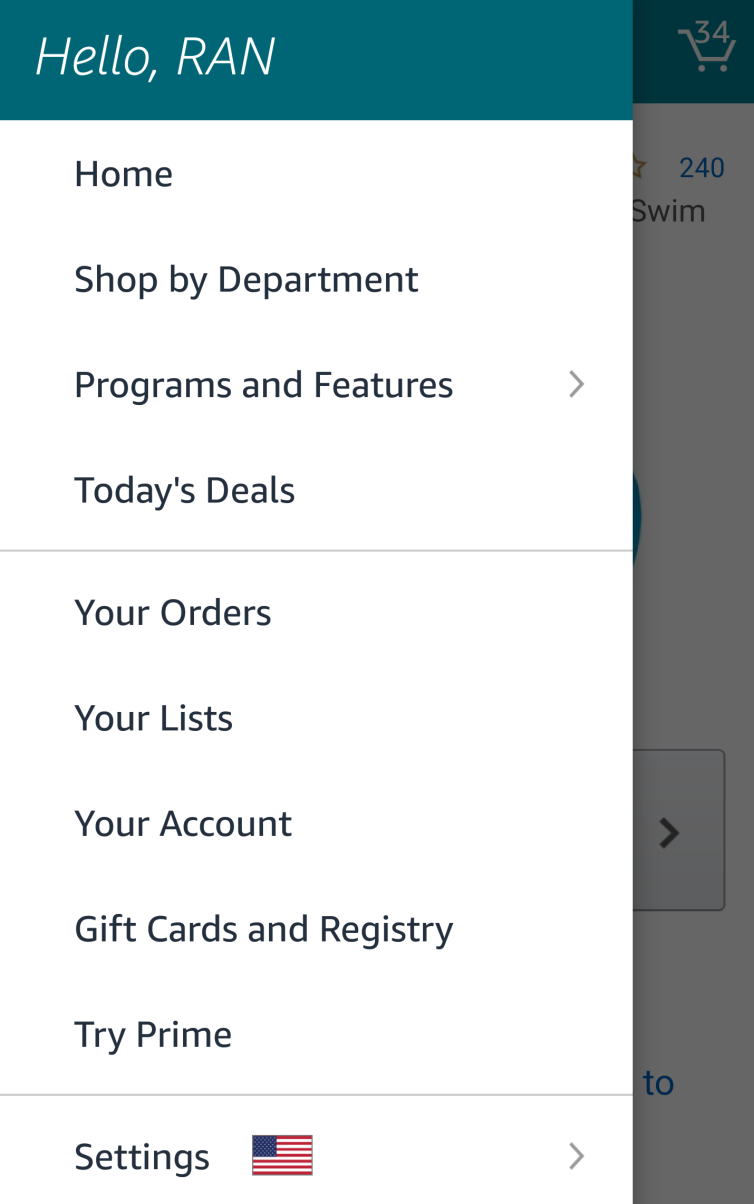 Hello, RAN
34
Home
240
Swim
Shop by Department
Programs and Features
Today's Deals
Your Orders
Your Lists
Your Account
Gift Cards and Registry
Try Prime
to
Settings